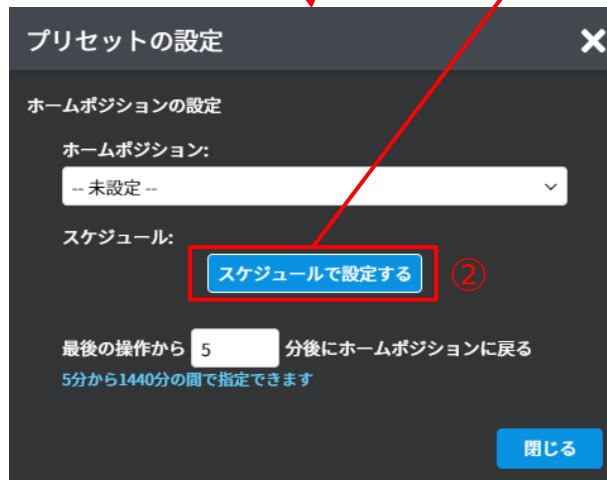 プリセットの設定
ホームポジションの設定
ホームポジション:
-- 未設定 --
スケジュール:
スケジュールで設定する ②
最後の操作から 5 分後にホームポジションに戻る
5分から1440分の間で指定できます
閉じる